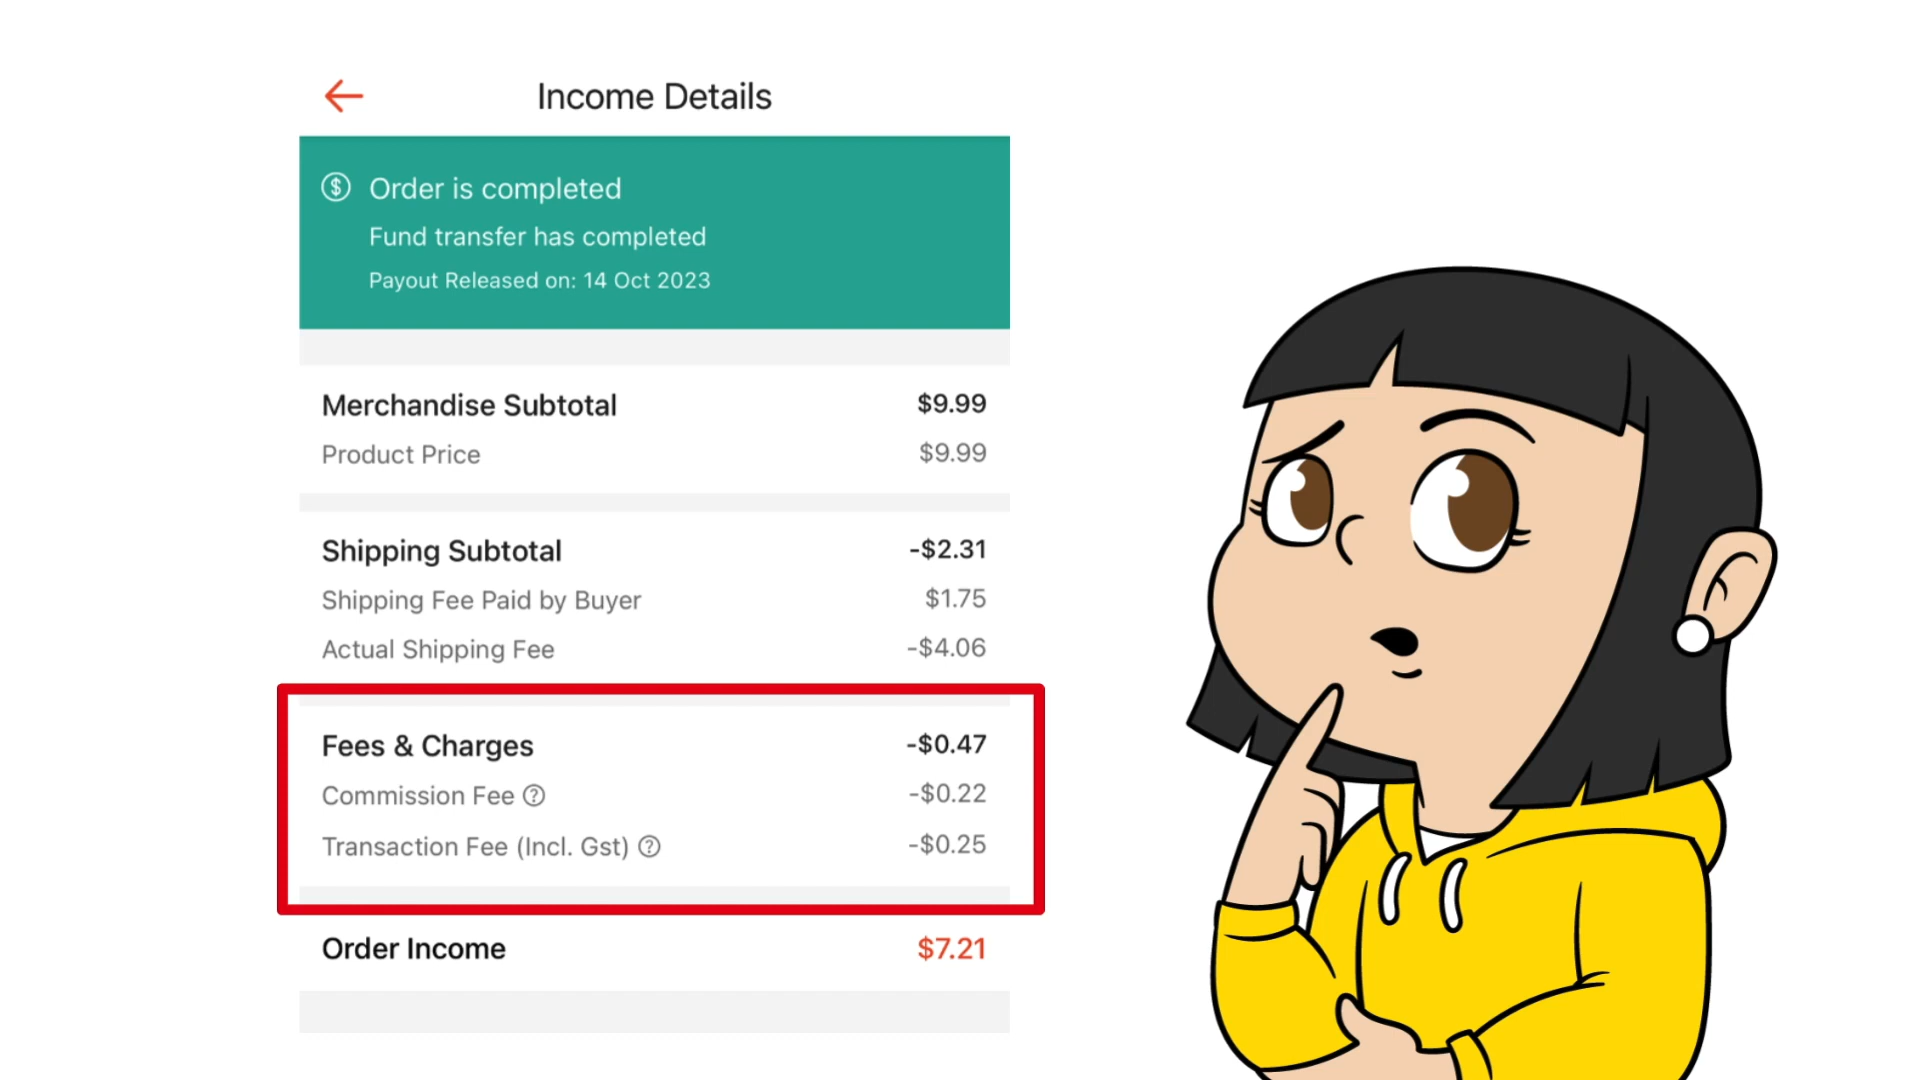 Income Details
Order is completed
Fund transfer has completed
Payout Released on: 14 Oct 2023
Merchandise Subtotal $9.99
Product Price $9.99
Shipping Subtotal -$2.31
Shipping Fee Paid by Buyer $1.75
Actual Shipping Fee -$4.06
Fees & Charges -$0.47
Commission Fee -$0.22
Transaction Fee (Incl. Gst) -$0.25
Order Income $7.21